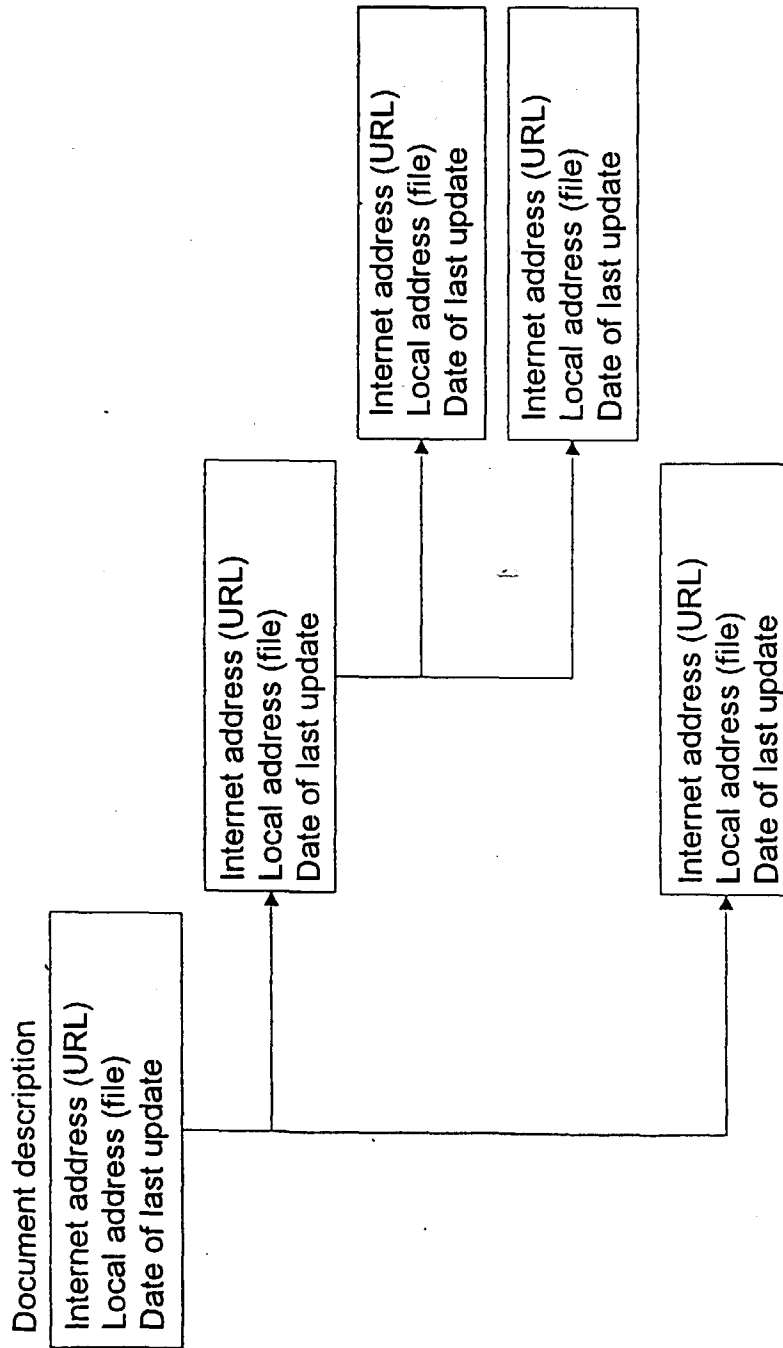 Document description
Internet address (URL)
Local address (file)
Date of last update
Internet address (URL)
Local address (file)
Date of last update
Internet address (URL)
Local address (file)
Date of last update
Internet address (URL)
Local address (file)
Date of last update
Internet address (URL)
Local address (file)
Date of last update